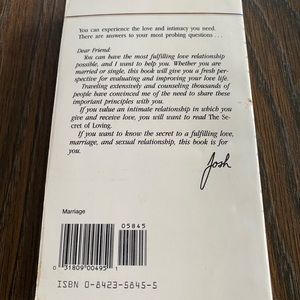 You can experience the love and intimacy you need.
There are answers to your most probing questions . . .
Dear Friend:
You can have the most fulfilling love relationship
possible, and I want to help you. Whether you are
married or single, this book will give you a fresh per-
spective for evaluating and improving your love life.
Traveling extensively and counseling thousands of
people have convinced me of the need to share these
important principles with you.
If you value an intimate relationship in which you
give and receive love, you will want to read The Se-
cret of Loving.
If you want to know the secret to a fulfilling love,
marriage, and sexual relationship, this book is for
you.
Josh
Marriage
05845
0 31809 00495 1
ISBN 0-8423-5845-5